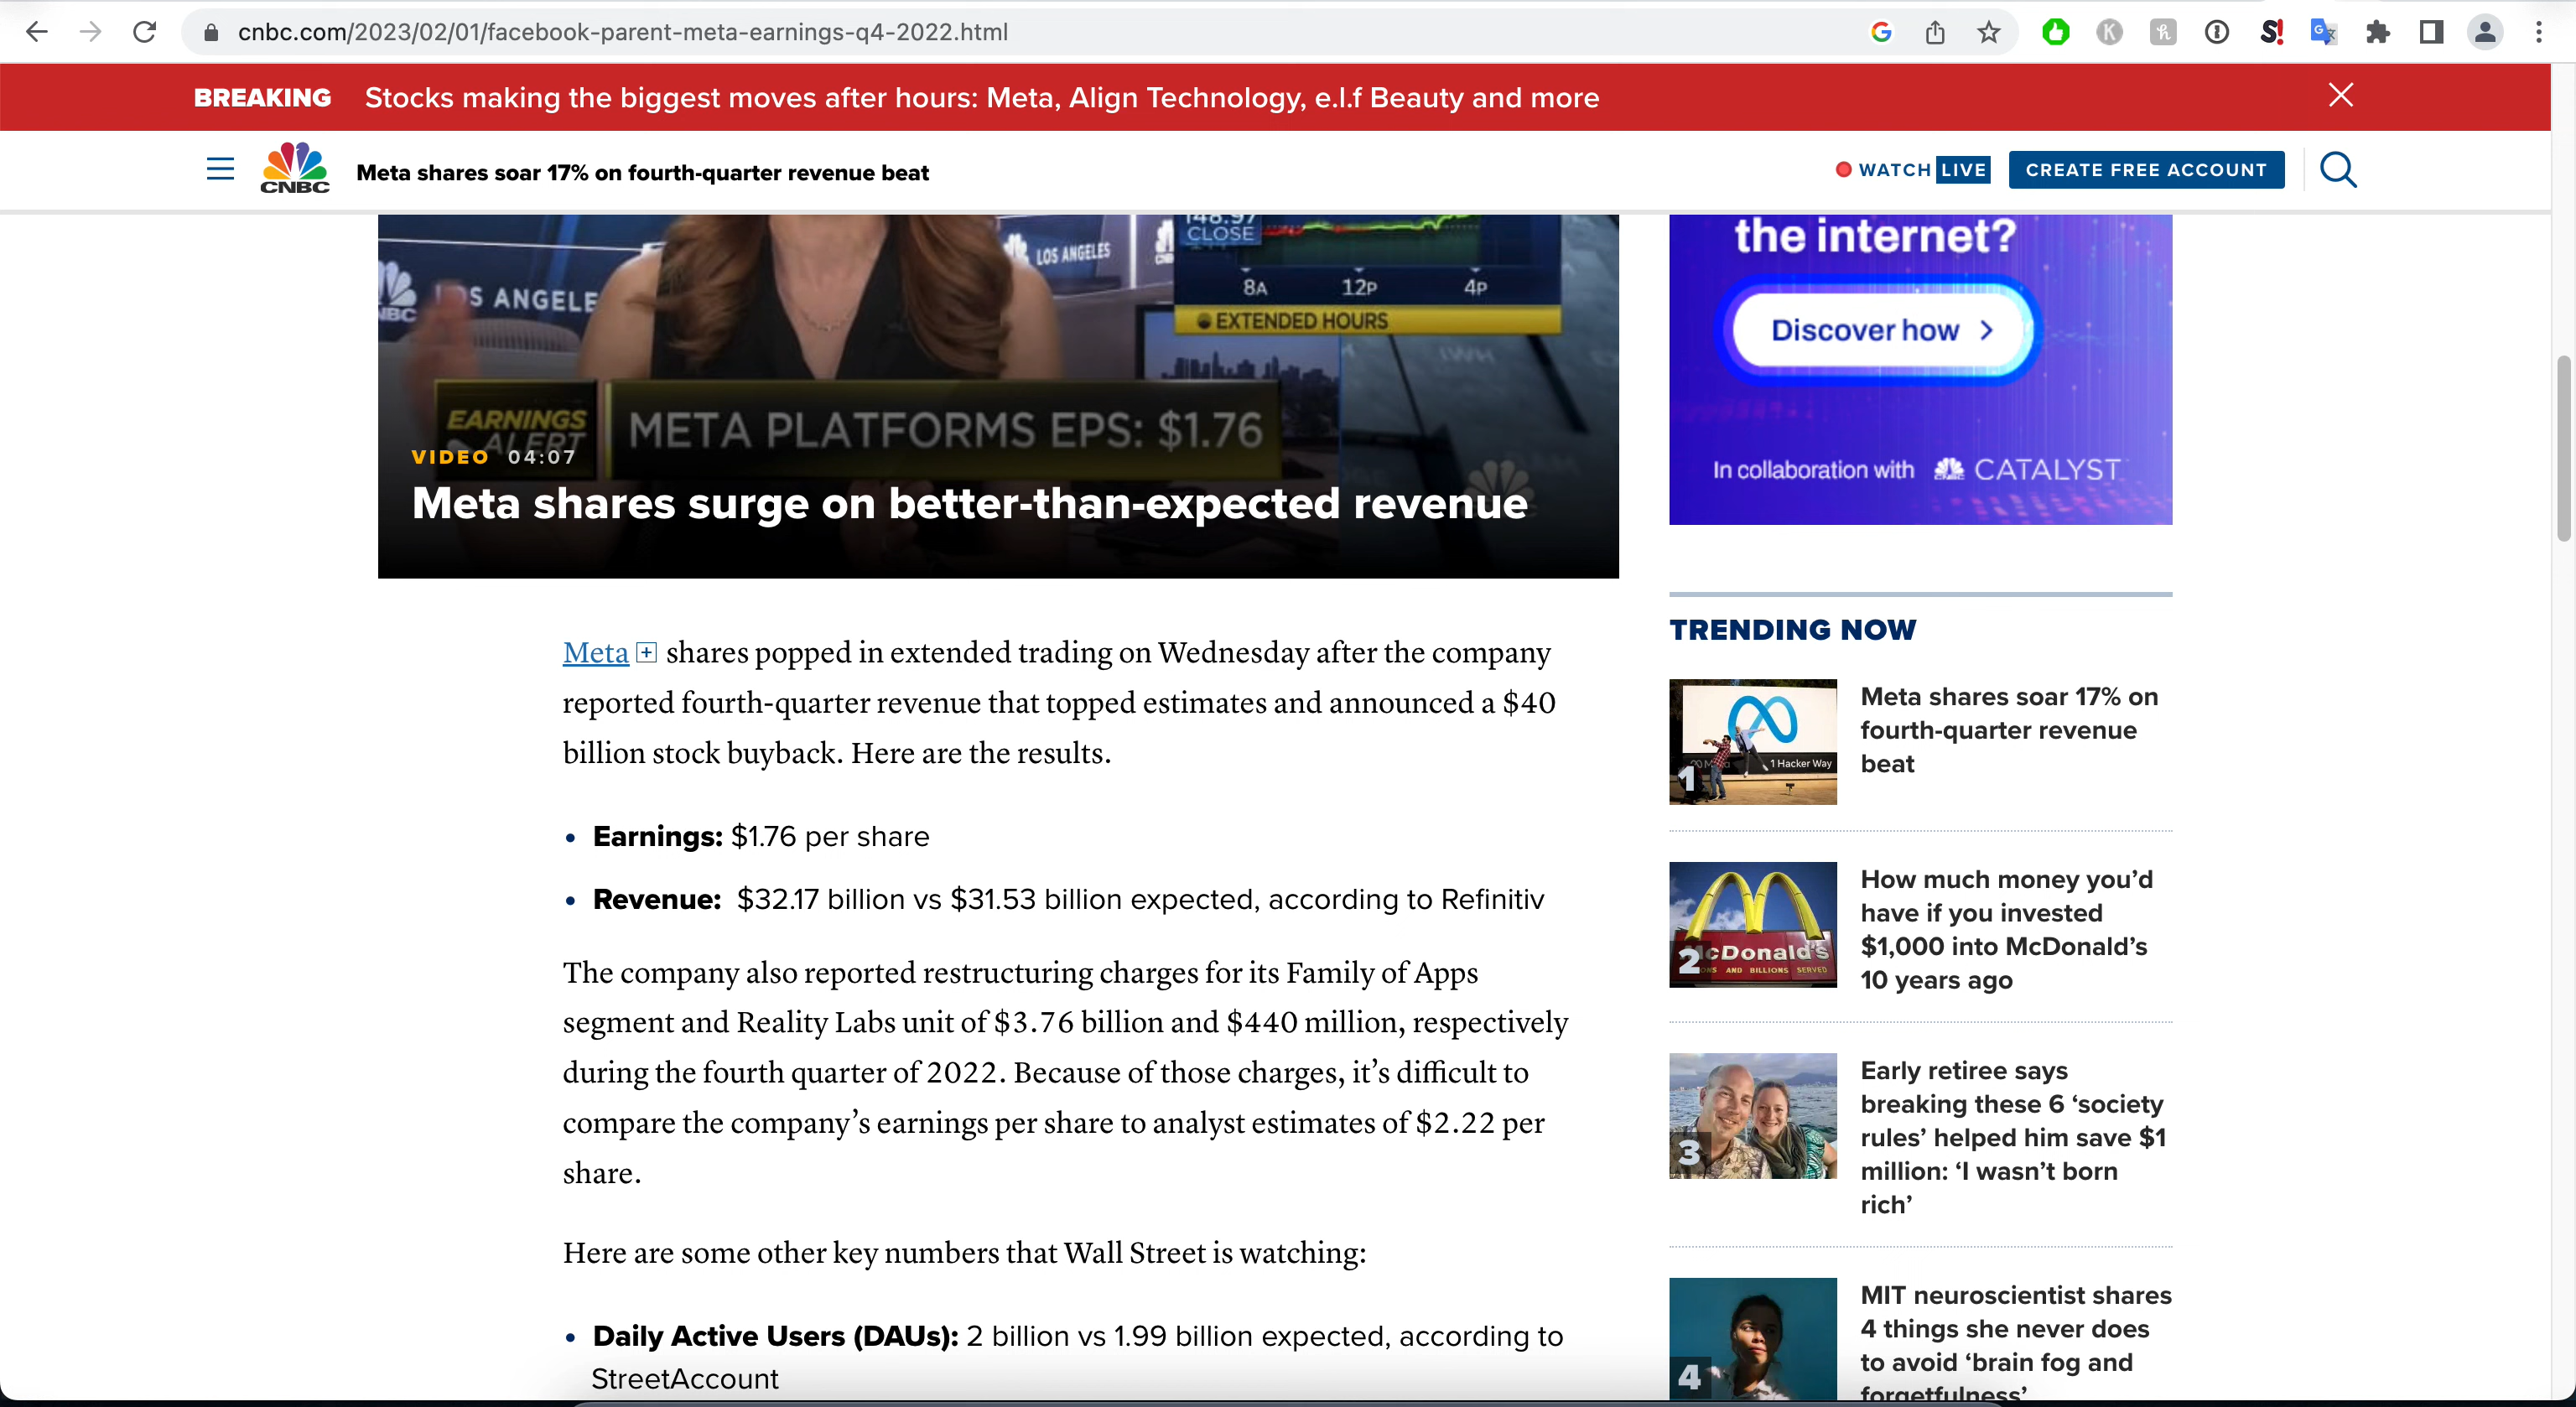 cnbc.com/2023/02/01/facebook-parent-meta-earnings-q4-2022.html
BREAKING Stocks making the biggest moves after hours: Meta, Align Technology, e.l.f Beauty and more
CNBC Meta shares soar 17% on fourth-quarter revenue beat
WATCH LIVE
CREATE FREE ACCOUNT
148.97
CLOSE
LOS ANGELES
8A 12P 4P
EXTENDED HOURS
EARNINGS
ALERT
META PLATFORMS EPS: $1.76
VIDEO 04:07
Meta shares surge on better-than-expected revenue
Meta shares popped in extended trading on Wednesday after the company
reported fourth-quarter revenue that topped estimates and announced a $40
billion stock buyback. Here are the results.
• Earnings: $1.76 per share
• Revenue: $32.17 billion vs $31.53 billion expected, according to Refinitiv
The company also reported restructuring charges for its Family of Apps
segment and Reality Labs unit of $3.76 billion and $440 million, respectively
during the fourth quarter of 2022. Because of those charges, it’s difficult to
compare the company’s earnings per share to analyst estimates of $2.22 per
share.
Here are some other key numbers that Wall Street is watching:
• Daily Active Users (DAUs): 2 billion vs 1.99 billion expected, according to
StreetAccount
the internet?
Discover how >
In collaboration with CNBC CATALYST
TRENDING NOW
1
1 Hacker Way
Meta shares soar 17% on
fourth-quarter revenue
beat
2
McDonald's
AND BILLIONS SERVED
How much money you’d
have if you invested
$1,000 into McDonald’s
10 years ago
3
Early retiree says
breaking these 6 ‘society
rules’ helped him save $1
million: ‘I wasn’t born
rich’
4
MIT neuroscientist shares
4 things she never does
to avoid ‘brain fog and
forgetfulness’